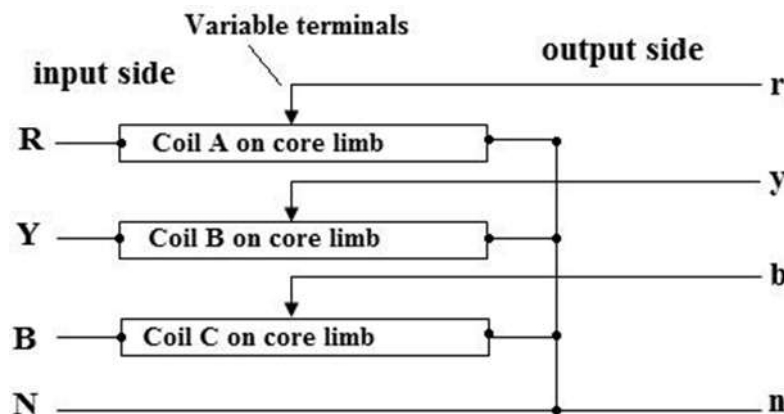 Variable terminals
input side
output side
r
R
Coil A on core limb
y
Y
Coil B on core limb
b
B
Coil C on core limb
N
n